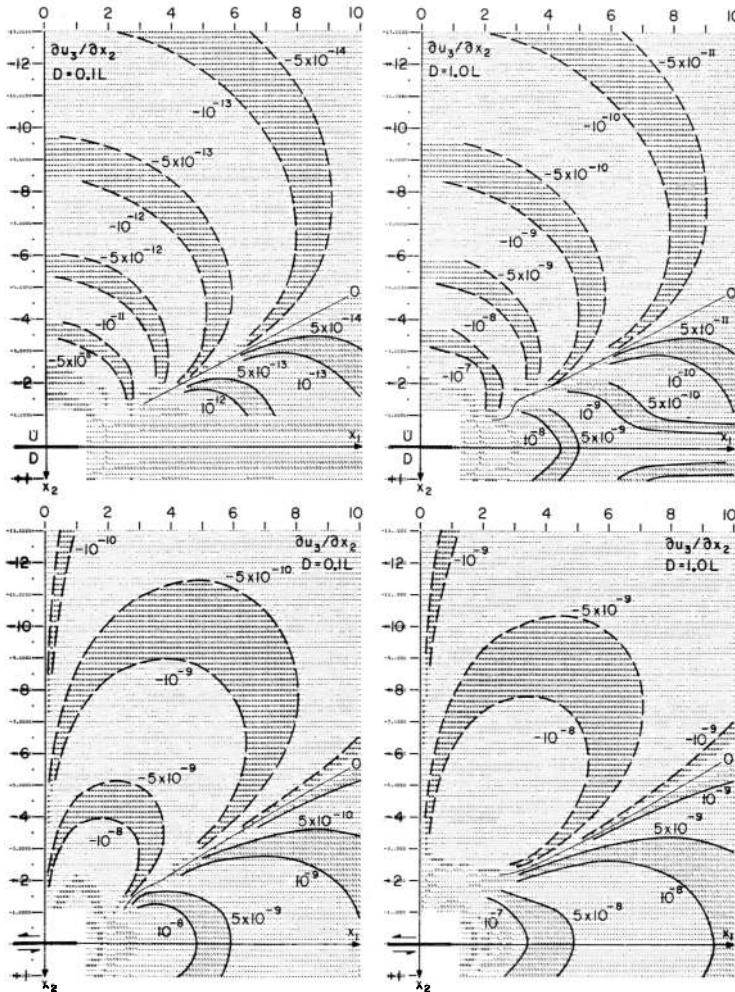 0 2 4 6 8 10
0 2 4 6 8 10
∂u₃/∂x₂
D=0.1L
-5x10⁻¹⁴
-10⁻¹³
-5x10⁻¹³
-10⁻¹²
-5x10⁻¹²
-10⁻¹¹
0
5x10⁻¹⁴
5x10⁻¹³
10⁻¹³
10⁻¹²
12
10
8
6
4
2
U
D
x₁
x₂
∂u₃/∂x₂
D=1.0L
-5x10⁻¹¹
-10⁻¹⁰
-5x10⁻¹⁰
-10⁻⁹
-5x10⁻⁹
-10⁻⁸
-10⁻⁷
0
5x10⁻¹¹
10⁻¹⁰
5x10⁻¹⁰
10⁻⁹
10⁻⁸
5x10⁻⁹
12
10
8
6
4
2
U
D
x₁
x₂
0 2 4 6 8 10
0 2 4 6 8 10
∂u₃/∂x₂
D=0.1L
-10⁻¹⁰
-5x10⁻¹⁰
-10⁻⁹
-5x10⁻⁹
-10⁻⁸
0
5x10⁻¹⁰
10⁻⁹
5x10⁻⁹
10⁻⁸
12
10
8
6
4
2
x₁
x₂
∂u₃/∂x₂
D=1.0L
-10⁻⁹
-5x10⁻⁹
-10⁻⁸
-10⁻⁹
0
10⁻⁹
5x10⁻⁹
10⁻⁸
5x10⁻⁸
10⁻⁷
12
10
8
6
4
2
x₁
x₂